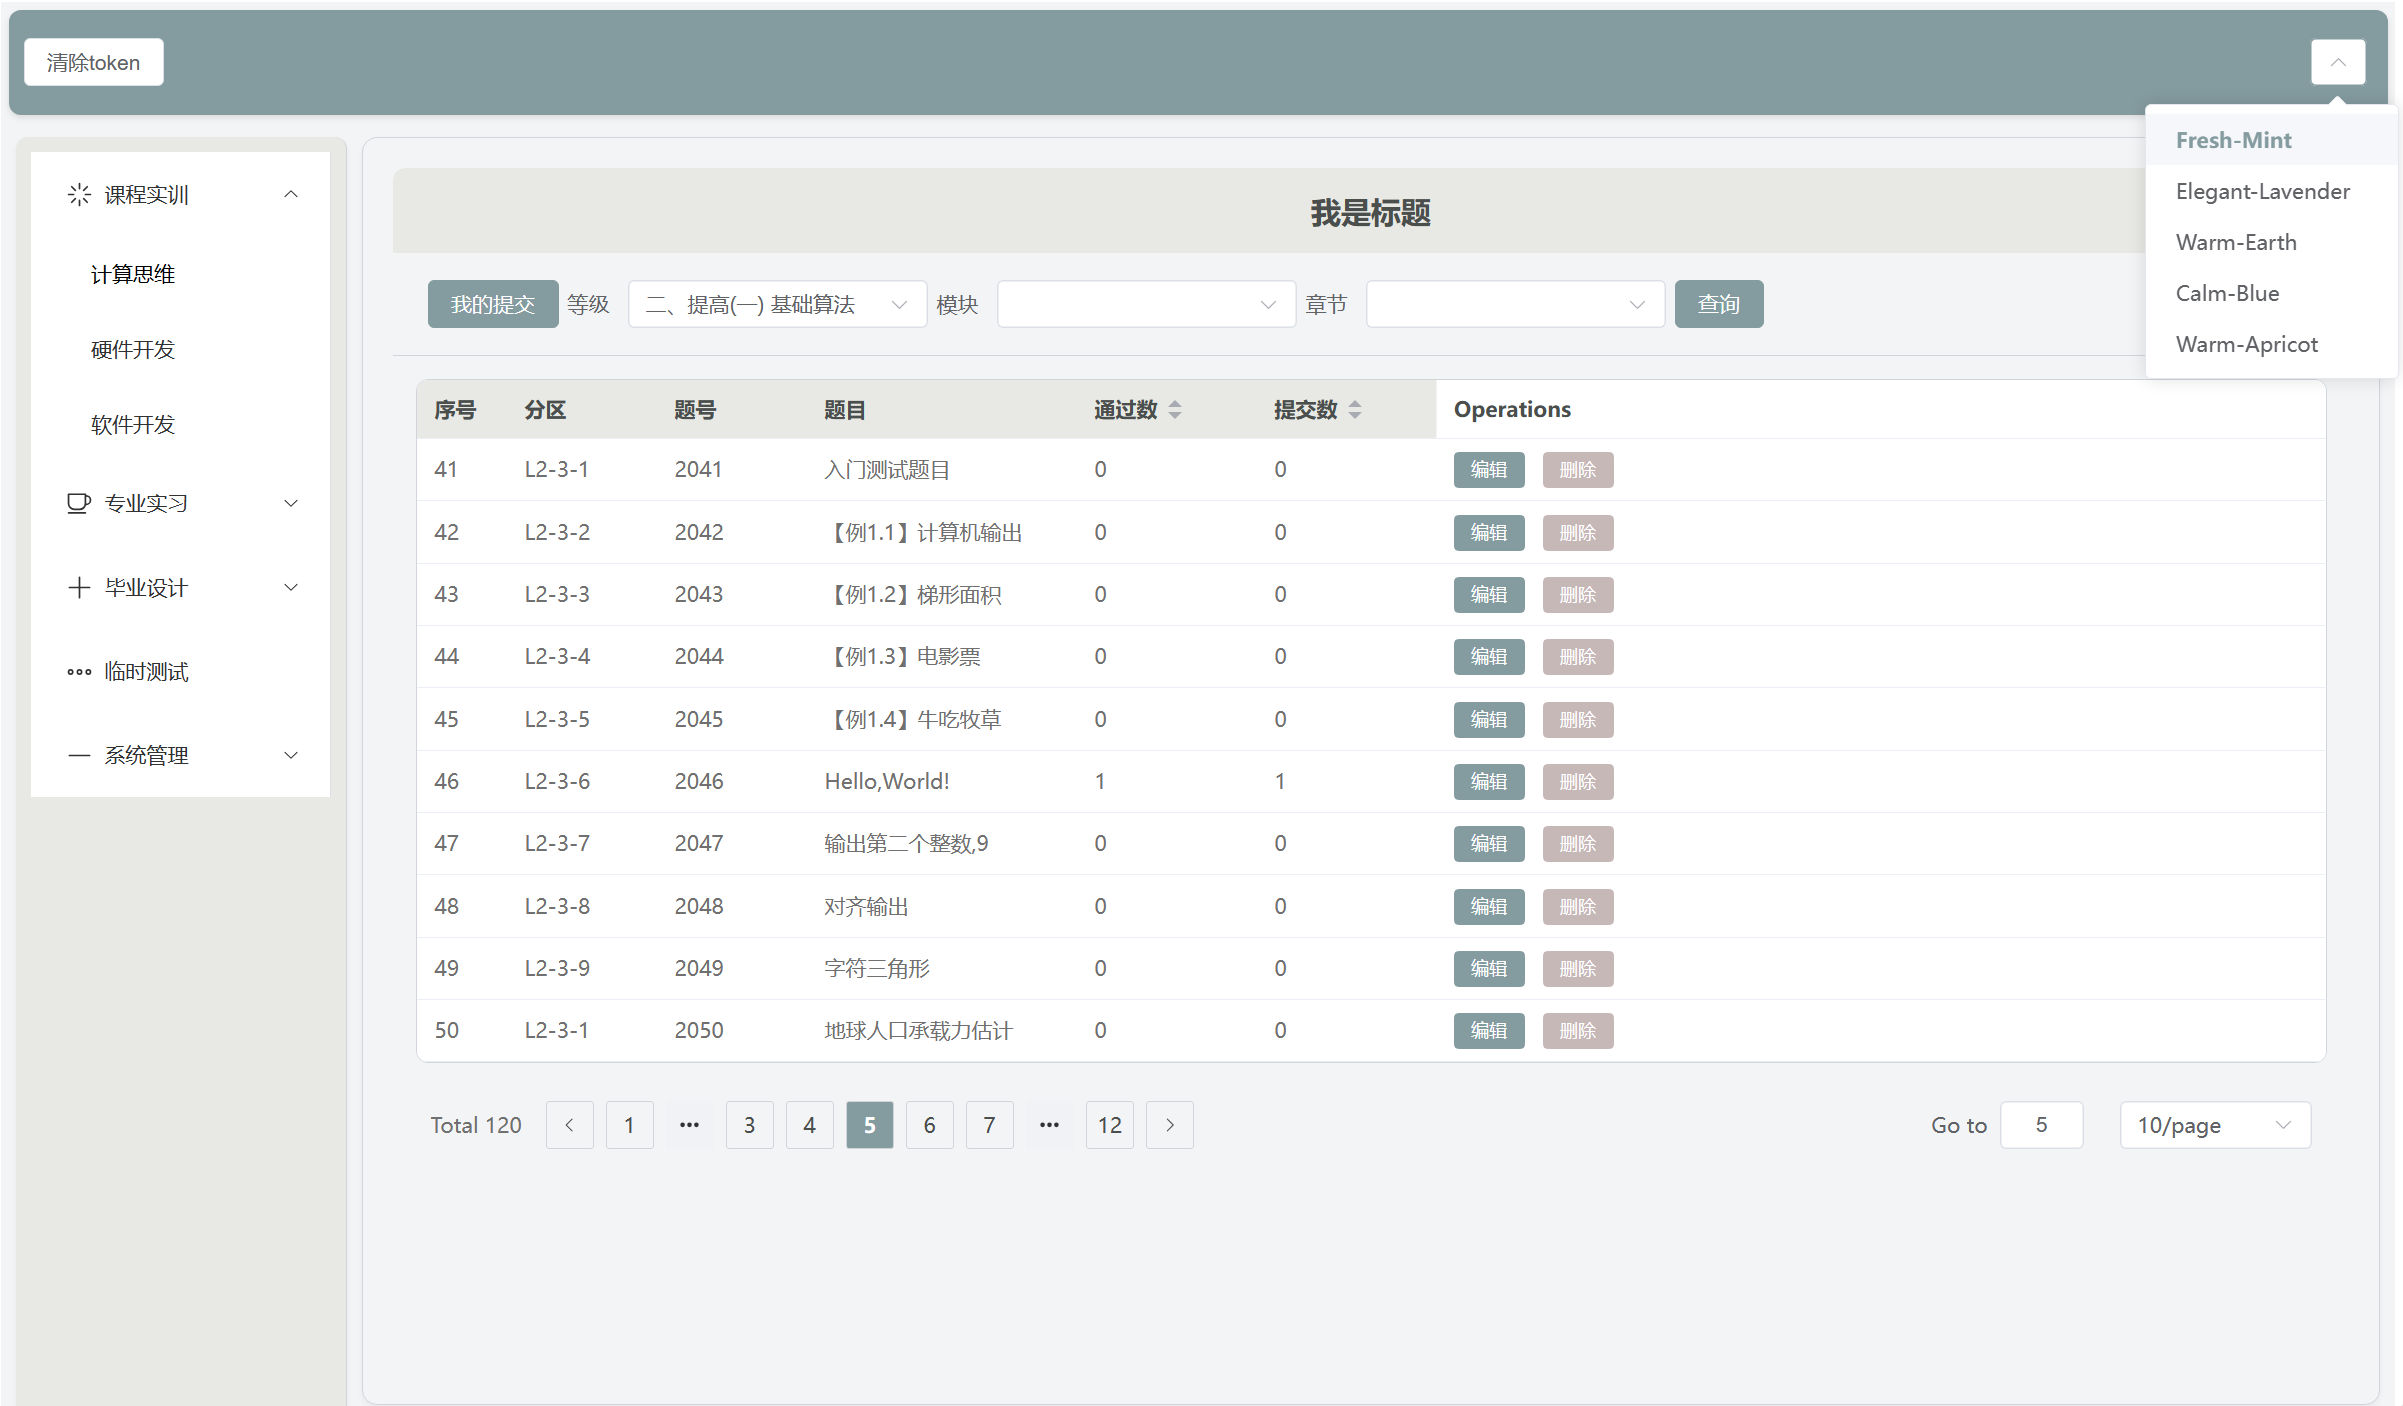 清除token
Fresh-Mint
Elegant-Lavender
Warm-Earth
Calm-Blue
Warm-Apricot
课程实训
计算思维
硬件开发
软件开发
专业实习
毕业设计
临时测试
系统管理
我是标题
我的提交 等级 二、提高(一) 基础算法 模块 章节 查询
序号 分区 题号 题目 通过数 提交数 Operations
41 L2-3-1 2041 入门测试题目 0 0 编辑 删除
42 L2-3-2 2042 【例1.1】计算机输出 0 0 编辑 删除
43 L2-3-3 2043 【例1.2】梯形面积 0 0 编辑 删除
44 L2-3-4 2044 【例1.3】电影票 0 0 编辑 删除
45 L2-3-5 2045 【例1.4】牛吃牧草 0 0 编辑 删除
46 L2-3-6 2046 Hello,World! 1 1 编辑 删除
47 L2-3-7 2047 输出第二个整数,9 0 0 编辑 删除
48 L2-3-8 2048 对齐输出 0 0 编辑 删除
49 L2-3-9 2049 字符三角形 0 0 编辑 删除
50 L2-3-1 2050 地球人口承载力估计 0 0 编辑 删除
Total 120 1 ••• 3 4 5 6 7 ••• 12 Go to 5 10/page